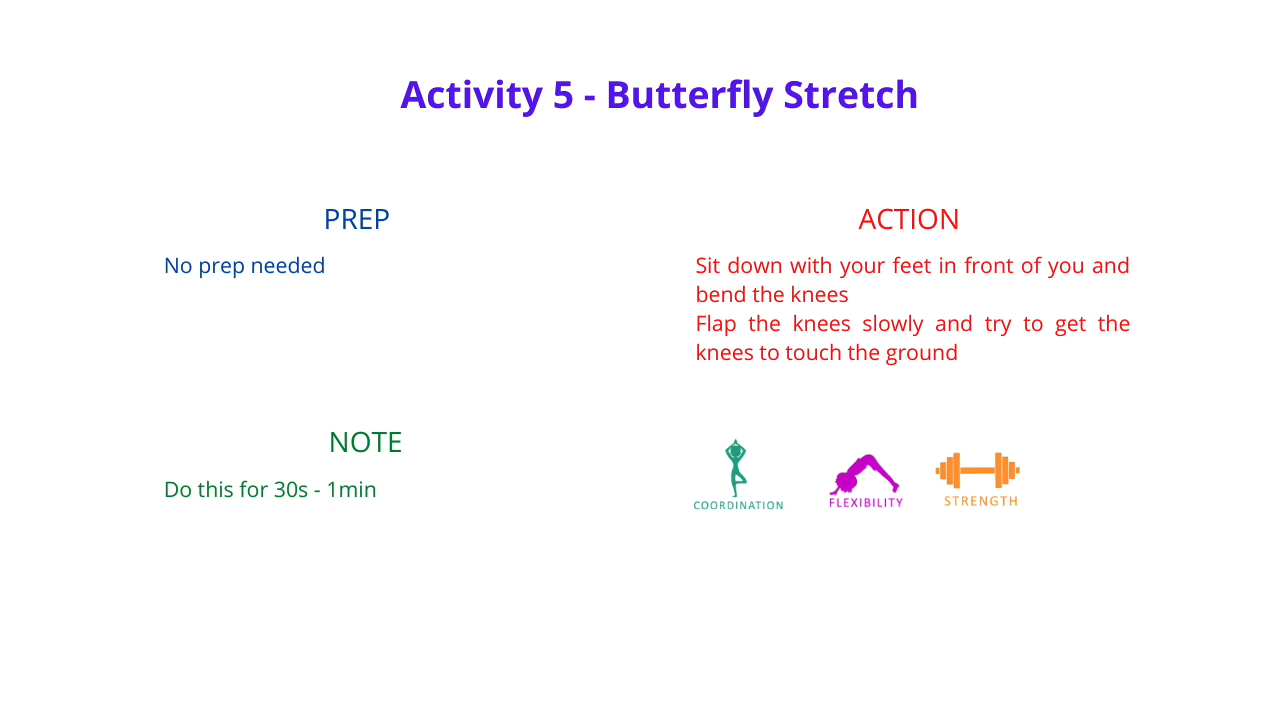 Activity 5 - Butterfly Stretch
PREP
No prep needed
ACTION
Sit down with your feet in front of you and
bend the knees
Flap the knees slowly and try to get the
knees to touch the ground
NOTE
Do this for 30s - 1min
COORDINATION
FLEXIBILITY
STRENGTH